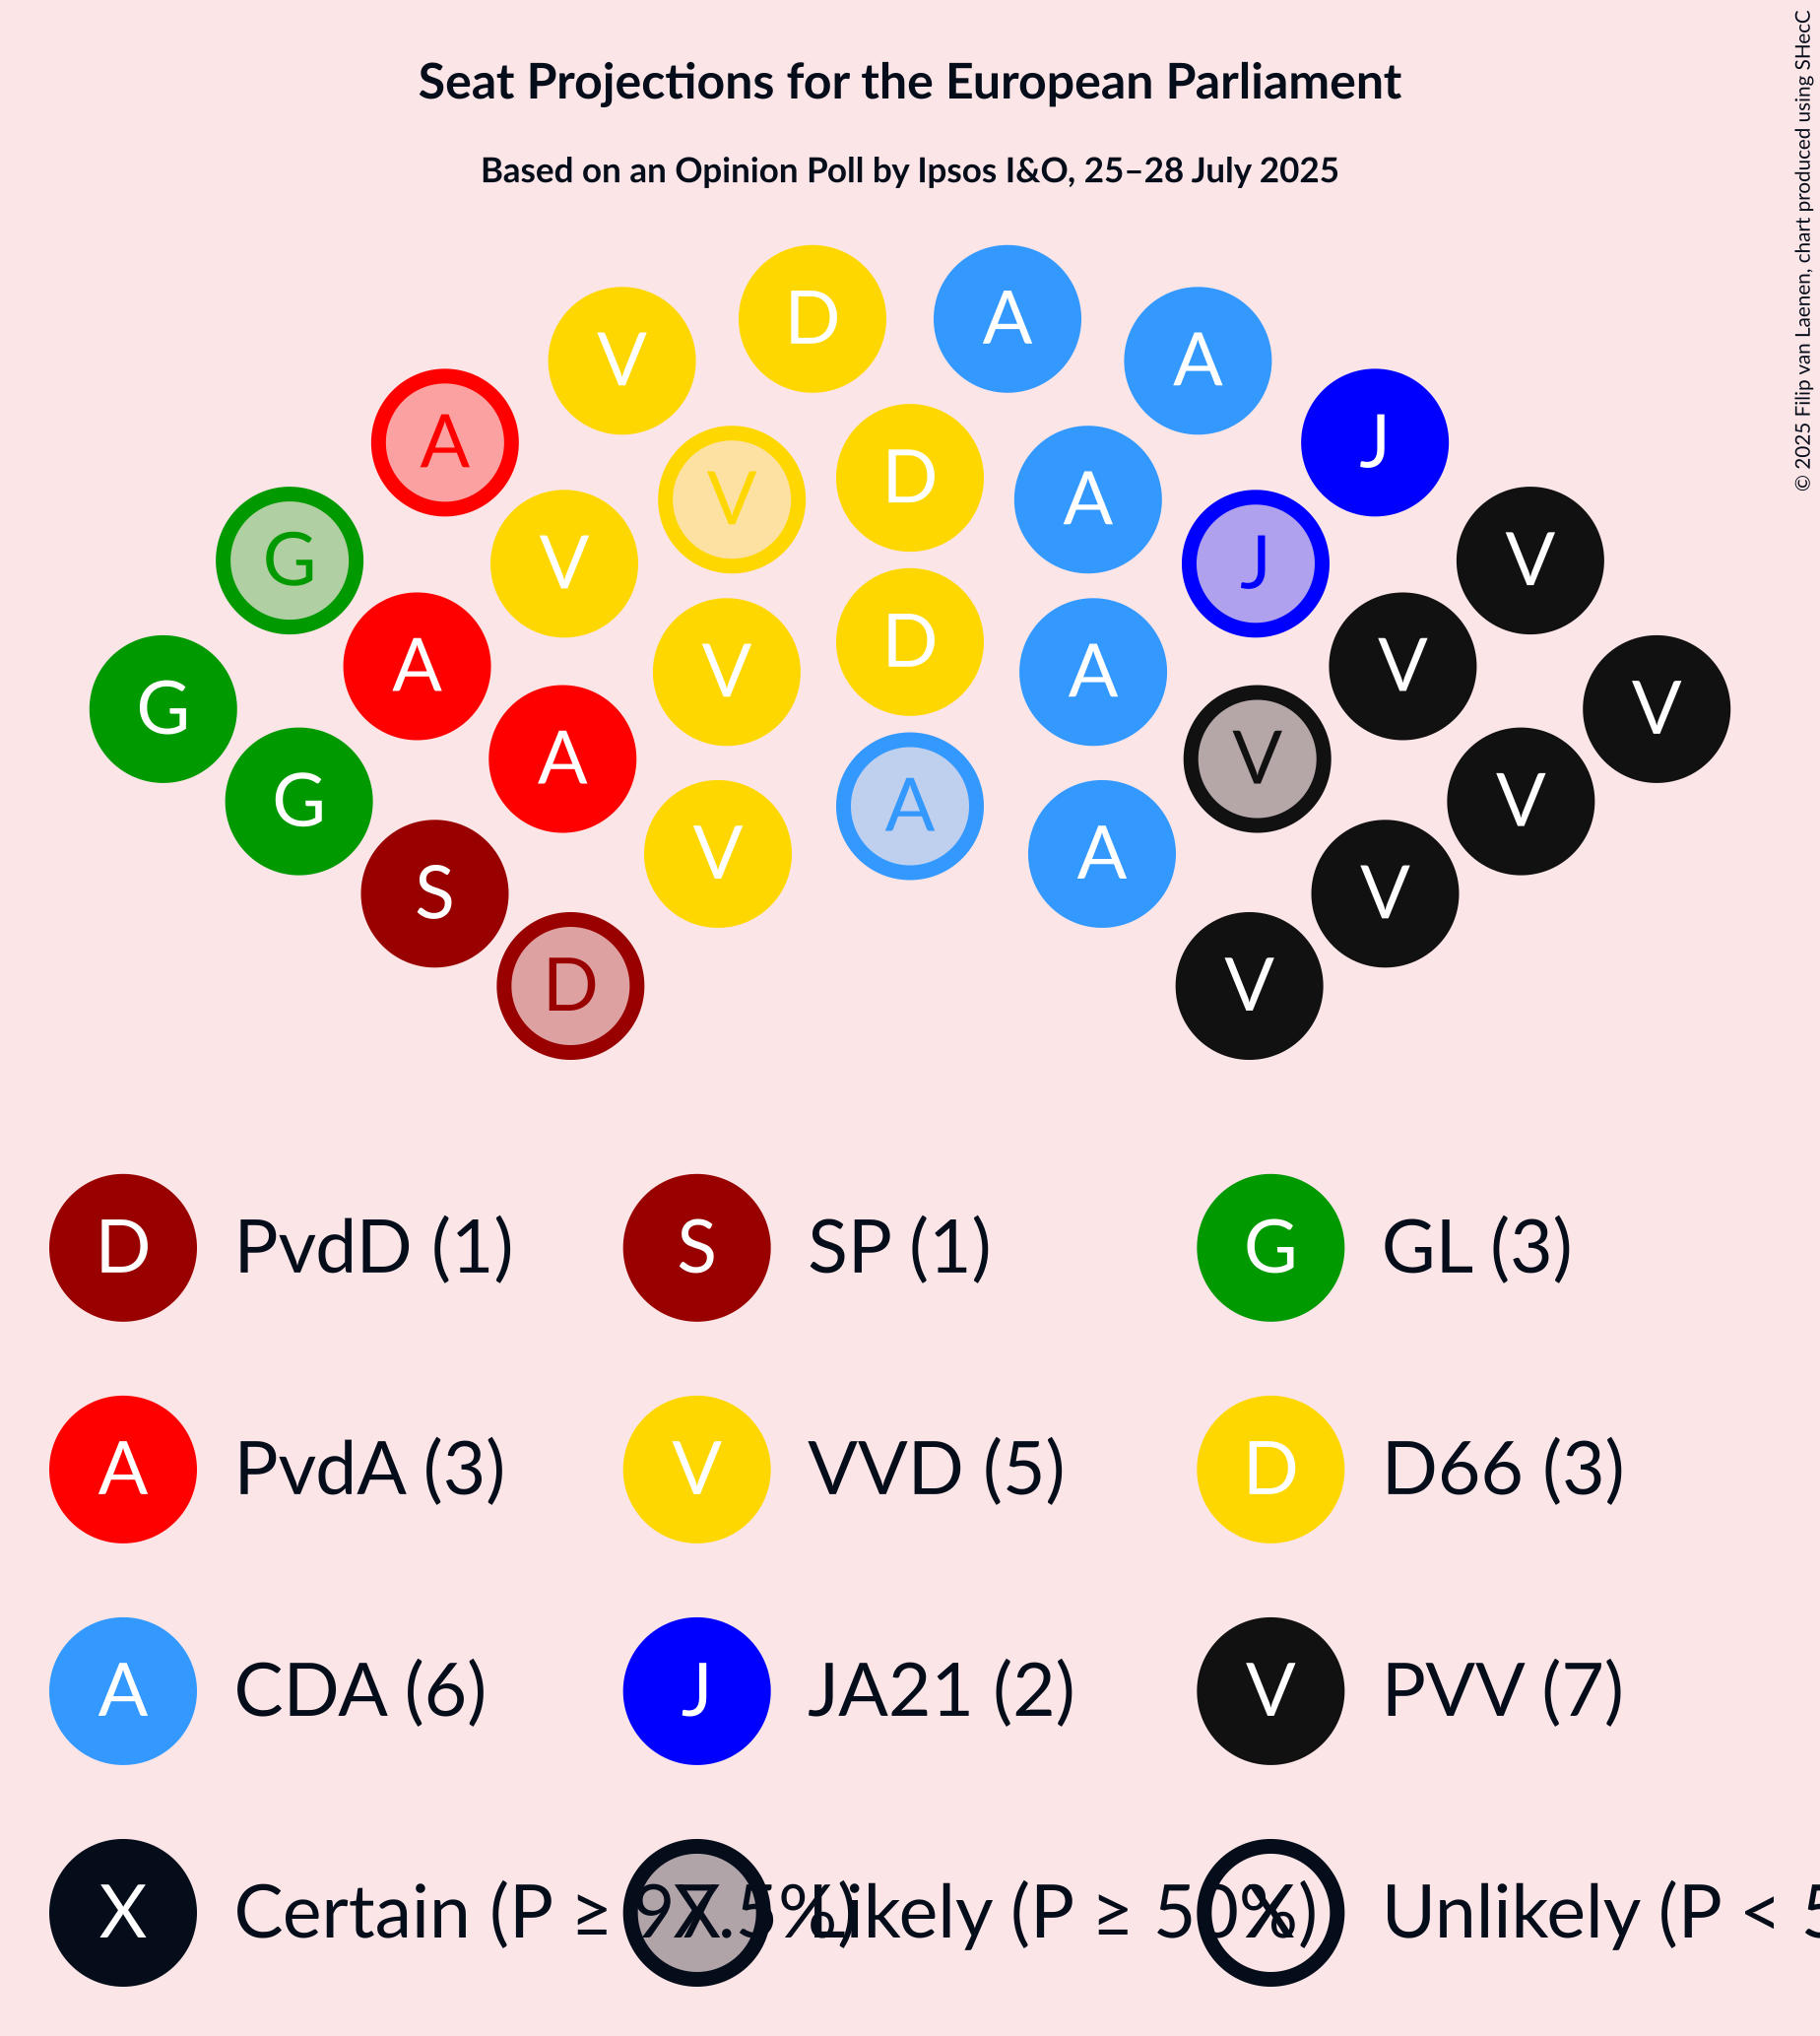 Seat Projections for the European Parliament
Based on an Opinion Poll by Ipsos I&O, 25–28 July 2025
© 2025 Filip van Laenen, chart produced using SHecC
D A
V A
A J
D
V A
G V
V J
D
A V
V A
G V
A V
A
G V
V A
S V
D V
D PvdD (1) S SP (1) G GL (3)
A PvdA (3) V VVD (5) D D66 (3)
A CDA (6) J JA21 (2) V PVV (7)
X Certain (P ≥ 97.5%) X Likely (P ≥ 50%) X Unlikely (P < 5